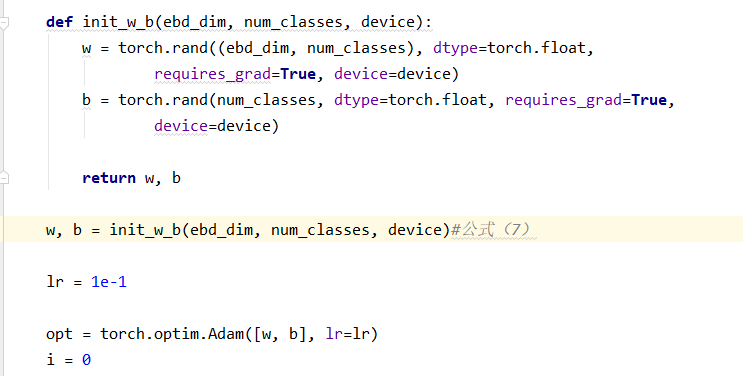 def init_w_b(ebd_dim, num_classes, device):
w = torch.rand((ebd_dim, num_classes), dtype=torch.float,
requires_grad=True, device=device)
b = torch.rand(num_classes, dtype=torch.float, requires_grad=True,
device=device)
return w, b
w, b = init_w_b(ebd_dim, num_classes, device)#公式（7）
lr = 1e-1
opt = torch.optim.Adam([w, b], lr=lr)
i = 0